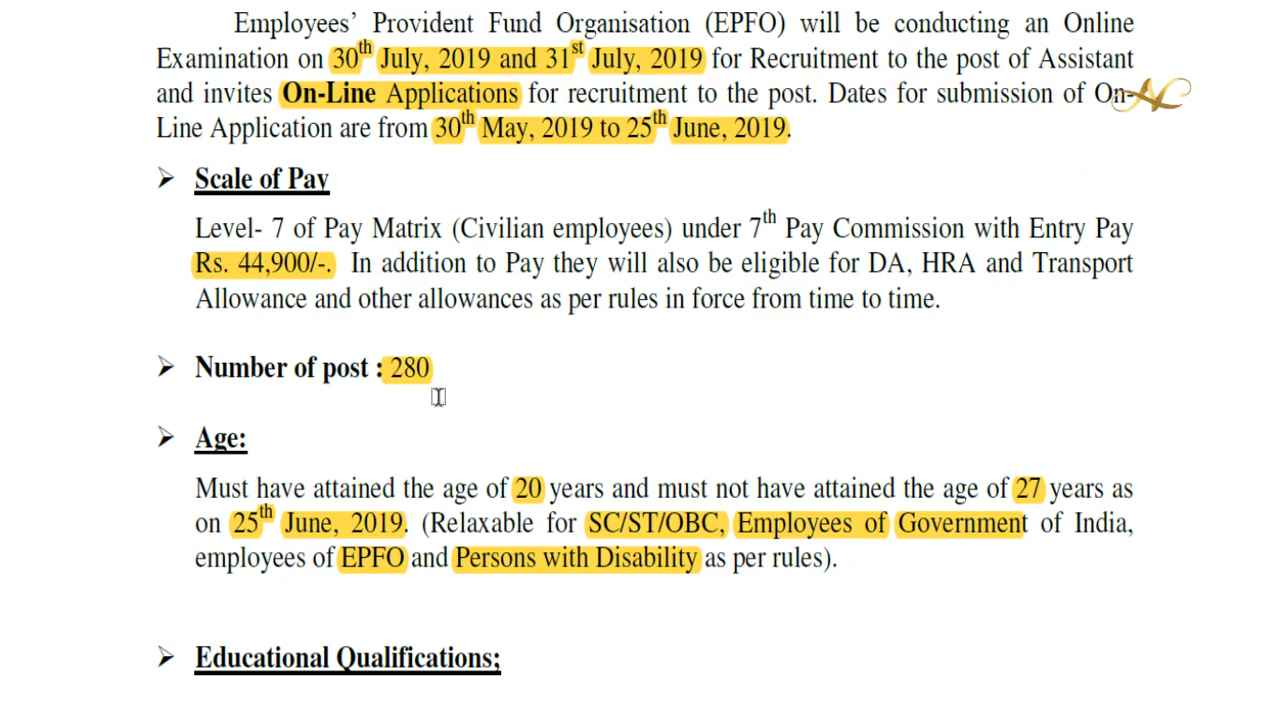 Employees’ Provident Fund Organisation (EPFO) will be conducting an Online
Examination on 30th July, 2019 and 31st July, 2019 for Recruitment to the post of Assistant
and invites On-Line Applications for recruitment to the post. Dates for submission of On-
Line Application are from 30th May, 2019 to 25th June, 2019.
➢ Scale of Pay
Level- 7 of Pay Matrix (Civilian employees) under 7th Pay Commission with Entry Pay
Rs. 44,900/-. In addition to Pay they will also be eligible for DA, HRA and Transport
Allowance and other allowances as per rules in force from time to time.
➢ Number of post : 280
➢ Age:
Must have attained the age of 20 years and must not have attained the age of 27 years as
on 25th June, 2019. (Relaxable for SC/ST/OBC, Employees of Government of India,
employees of EPFO and Persons with Disability as per rules).
➢ Educational Qualifications;